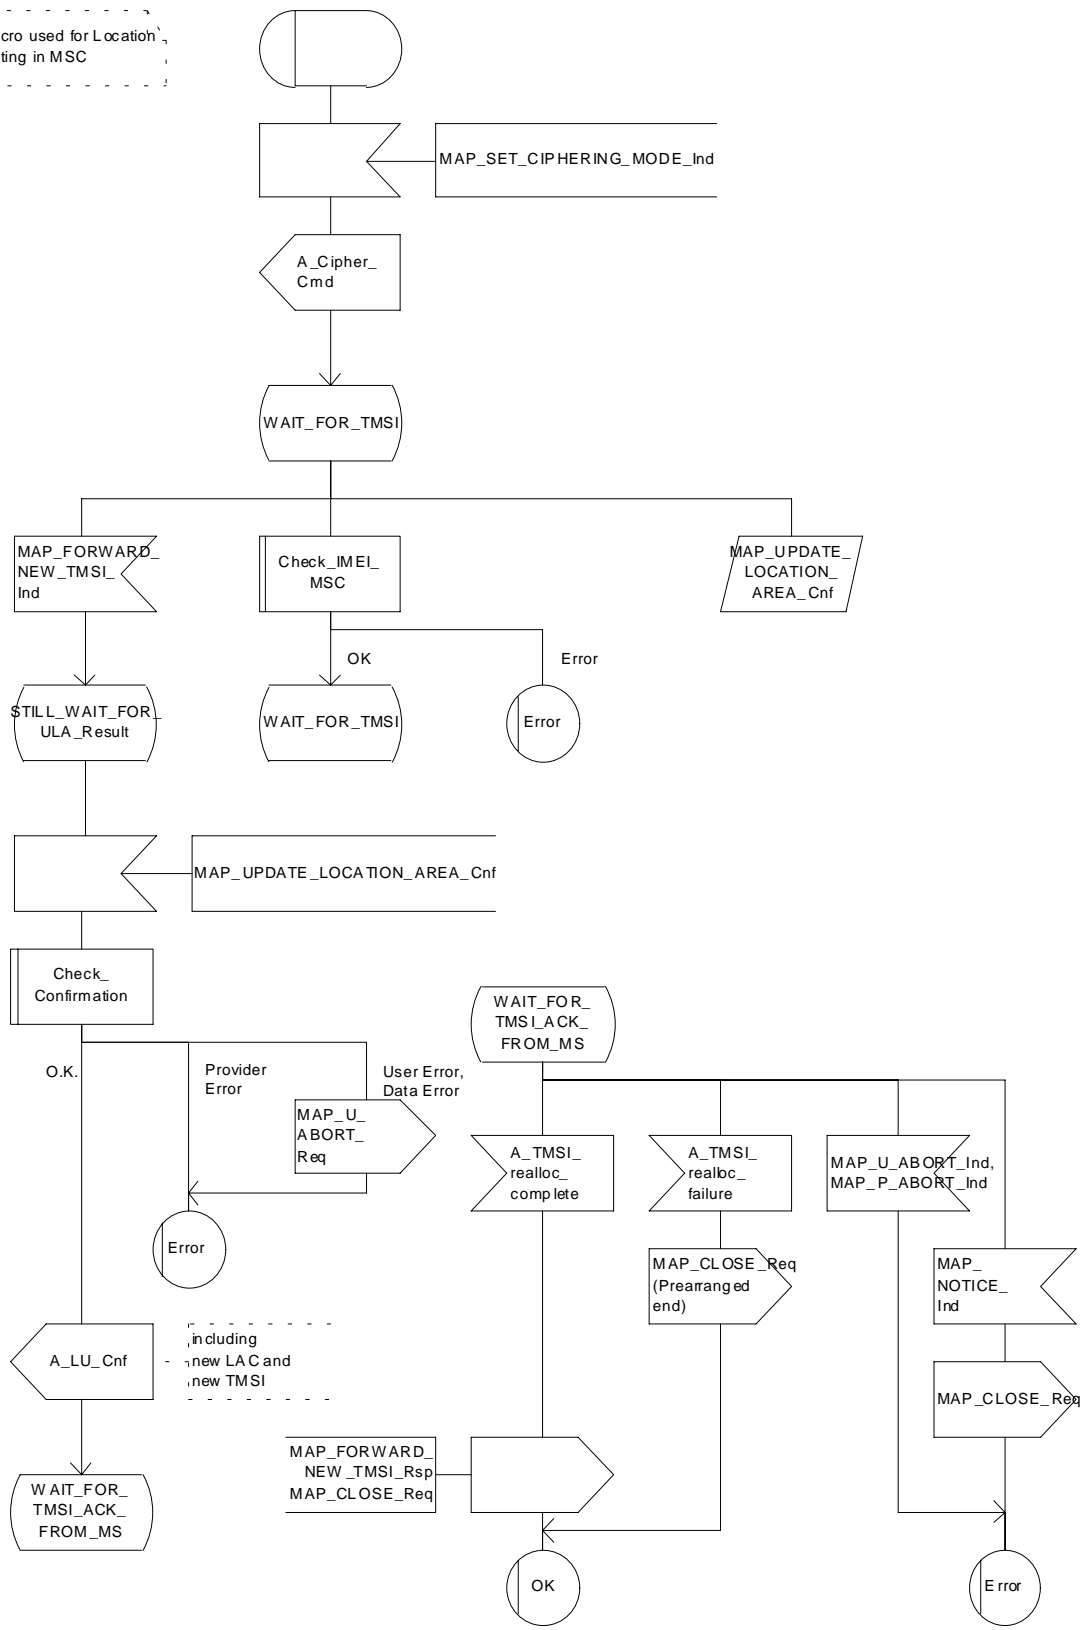 cro used for Location
ting in MSC
MAP_SET_CIPHERING_MODE_Ind
A_Cipher_
Cmd
WAIT_FOR_TMSI
MAP_FORWARD_
NEW_TMSI_
Ind
Check_IMEI_
MSC
MAP_UPDATE_
LOCATION_
AREA_Cnf
OK
Error
STILL_WAIT_FOR_
ULA_Result
WAIT_FOR_TMSI
Error
MAP_UPDATE_LOCATION_AREA_Cnf
Check_
Confirmation
O.K.
Provider
Error
User Error,
Data Error
MAP_U_
ABORT_
Req
Error
A_LU_Cnf
including
new LAC and
new TMSI
WAIT_FOR_
TMSI_ACK_
FROM_MS
WAIT_FOR_
TMSI_ACK_
FROM_MS
A_TMSI_
realloc_
complete
A_TMSI_
realloc_
failure
MAP_U_ABORT_Ind,
MAP_P_ABORT_Ind
MAP_CLOSE_Req
(Prearranged
end)
MAP_
NOTICE_
Ind
MAP_CLOSE_Req
MAP_FORWARD_
NEW_TMSI_Rsp
MAP_CLOSE_Req
OK
Error